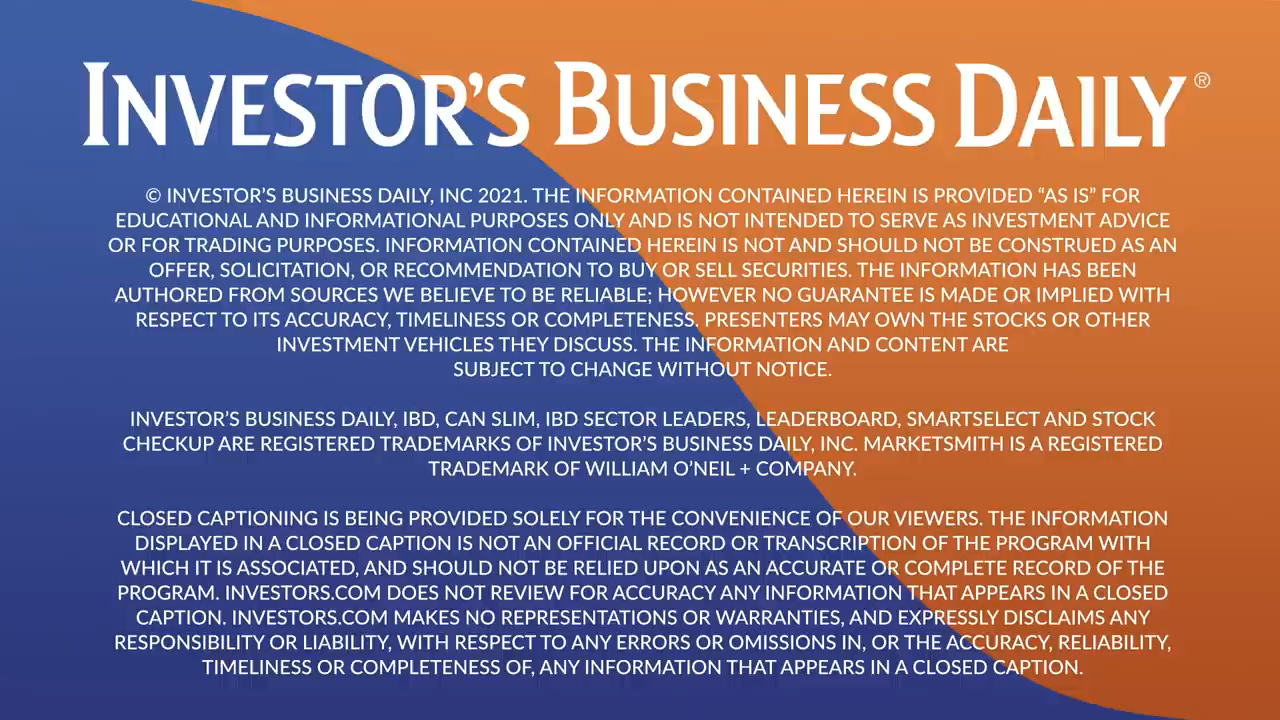 INVESTOR'S BUSINESS DAILY®
© INVESTOR'S BUSINESS DAILY, INC 2021. THE INFORMATION CONTAINED HEREIN IS PROVIDED “AS IS” FOR
EDUCATIONAL AND INFORMATIONAL PURPOSES ONLY AND IS NOT INTENDED TO SERVE AS INVESTMENT ADVICE
OR FOR TRADING PURPOSES. INFORMATION CONTAINED HEREIN IS NOT AND SHOULD NOT BE CONSTRUED AS AN
OFFER, SOLICITATION, OR RECOMMENDATION TO BUY OR SELL SECURITIES. THE INFORMATION HAS BEEN
AUTHORED FROM SOURCES WE BELIEVE TO BE RELIABLE; HOWEVER NO GUARANTEE IS MADE OR IMPLIED WITH
RESPECT TO ITS ACCURACY, TIMELINESS OR COMPLETENESS. PRESENTERS MAY OWN THE STOCKS OR OTHER
INVESTMENT VEHICLES THEY DISCUSS. THE INFORMATION AND CONTENT ARE
SUBJECT TO CHANGE WITHOUT NOTICE.
INVESTOR'S BUSINESS DAILY, IBD, CAN SLIM, IBD SECTOR LEADERS, LEADERBOARD, SMARTSELECT AND STOCK
CHECKUP ARE REGISTERED TRADEMARKS OF INVESTOR'S BUSINESS DAILY, INC. MARKETSMITH IS A REGISTERED
TRADEMARK OF WILLIAM O'NEIL + COMPANY.
CLOSED CAPTIONING IS BEING PROVIDED SOLELY FOR THE CONVENIENCE OF OUR VIEWERS. THE INFORMATION
DISPLAYED IN A CLOSED CAPTION IS NOT AN OFFICIAL RECORD OR TRANSCRIPTION OF THE PROGRAM WITH
WHICH IT IS ASSOCIATED, AND SHOULD NOT BE RELIED UPON AS AN ACCURATE OR COMPLETE RECORD OF THE
PROGRAM. INVESTORS.COM DOES NOT REVIEW FOR ACCURACY ANY INFORMATION THAT APPEARS IN A CLOSED
CAPTION. INVESTORS.COM MAKES NO REPRESENTATIONS OR WARRANTIES, AND EXPRESSLY DISCLAIMS ANY
RESPONSIBILITY OR LIABILITY, WITH RESPECT TO ANY ERRORS OR OMISSIONS IN, OR THE ACCURACY, RELIABILITY,
TIMELINESS OR COMPLETENESS OF, ANY INFORMATION THAT APPEARS IN A CLOSED CAPTION.